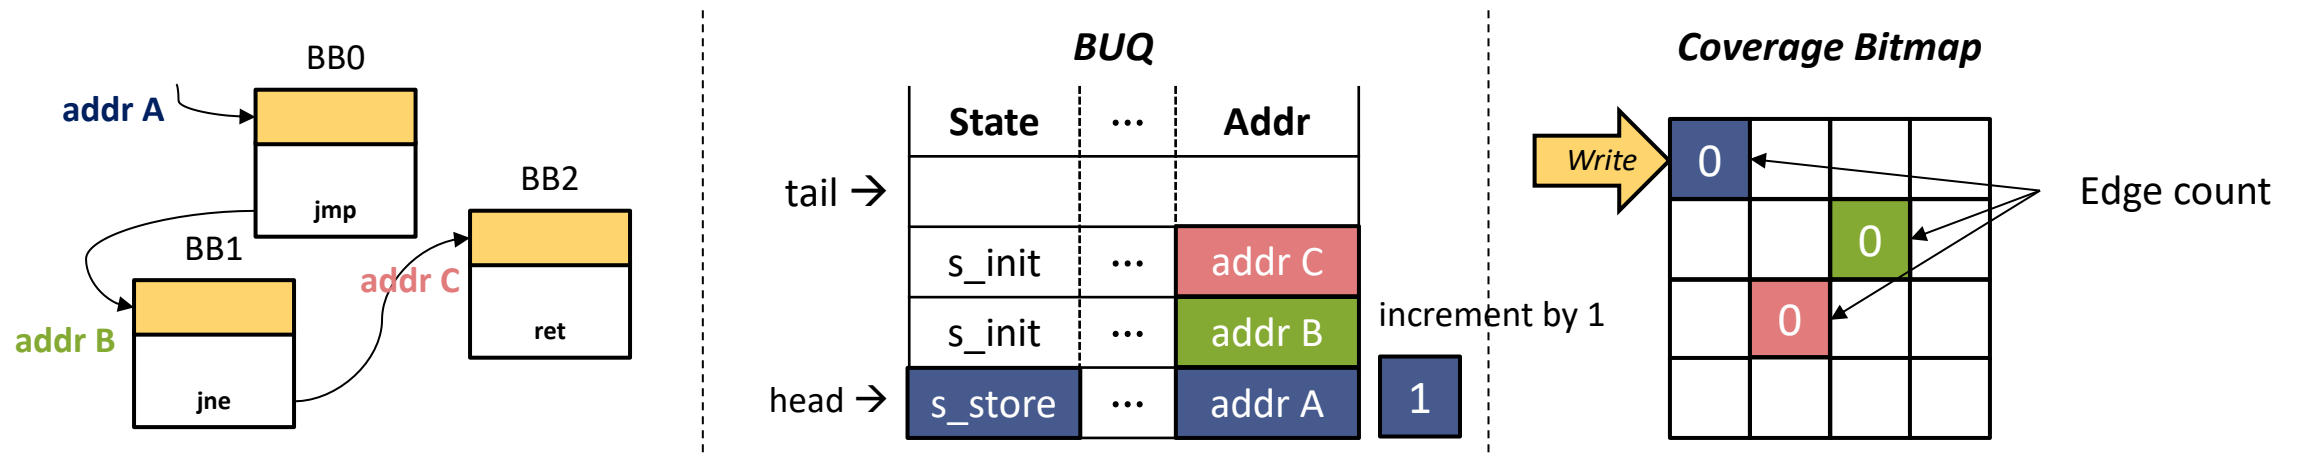 BB0
addr A
jmp
BB2
BB1
addr C
ret
addr B
jne
BUQ
State ... Addr
tail →
s_init ... addr C
s_init ... addr B
increment by 1
head → s_store ... addr A 1
Coverage Bitmap
Write
0
0
0
Edge count